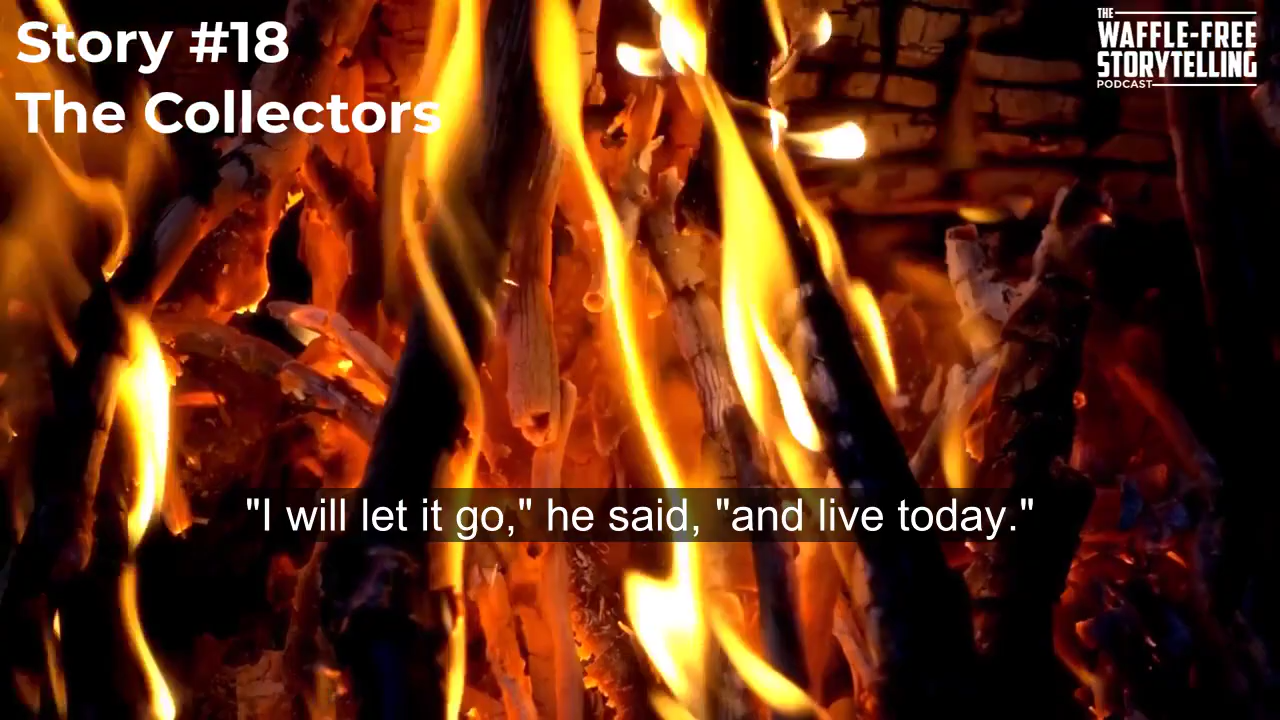 Story #18
The Collectors
THE
WAFFLE-FREE
STORYTELLING
PODCAST
"I will let it go," he said, "and live today."